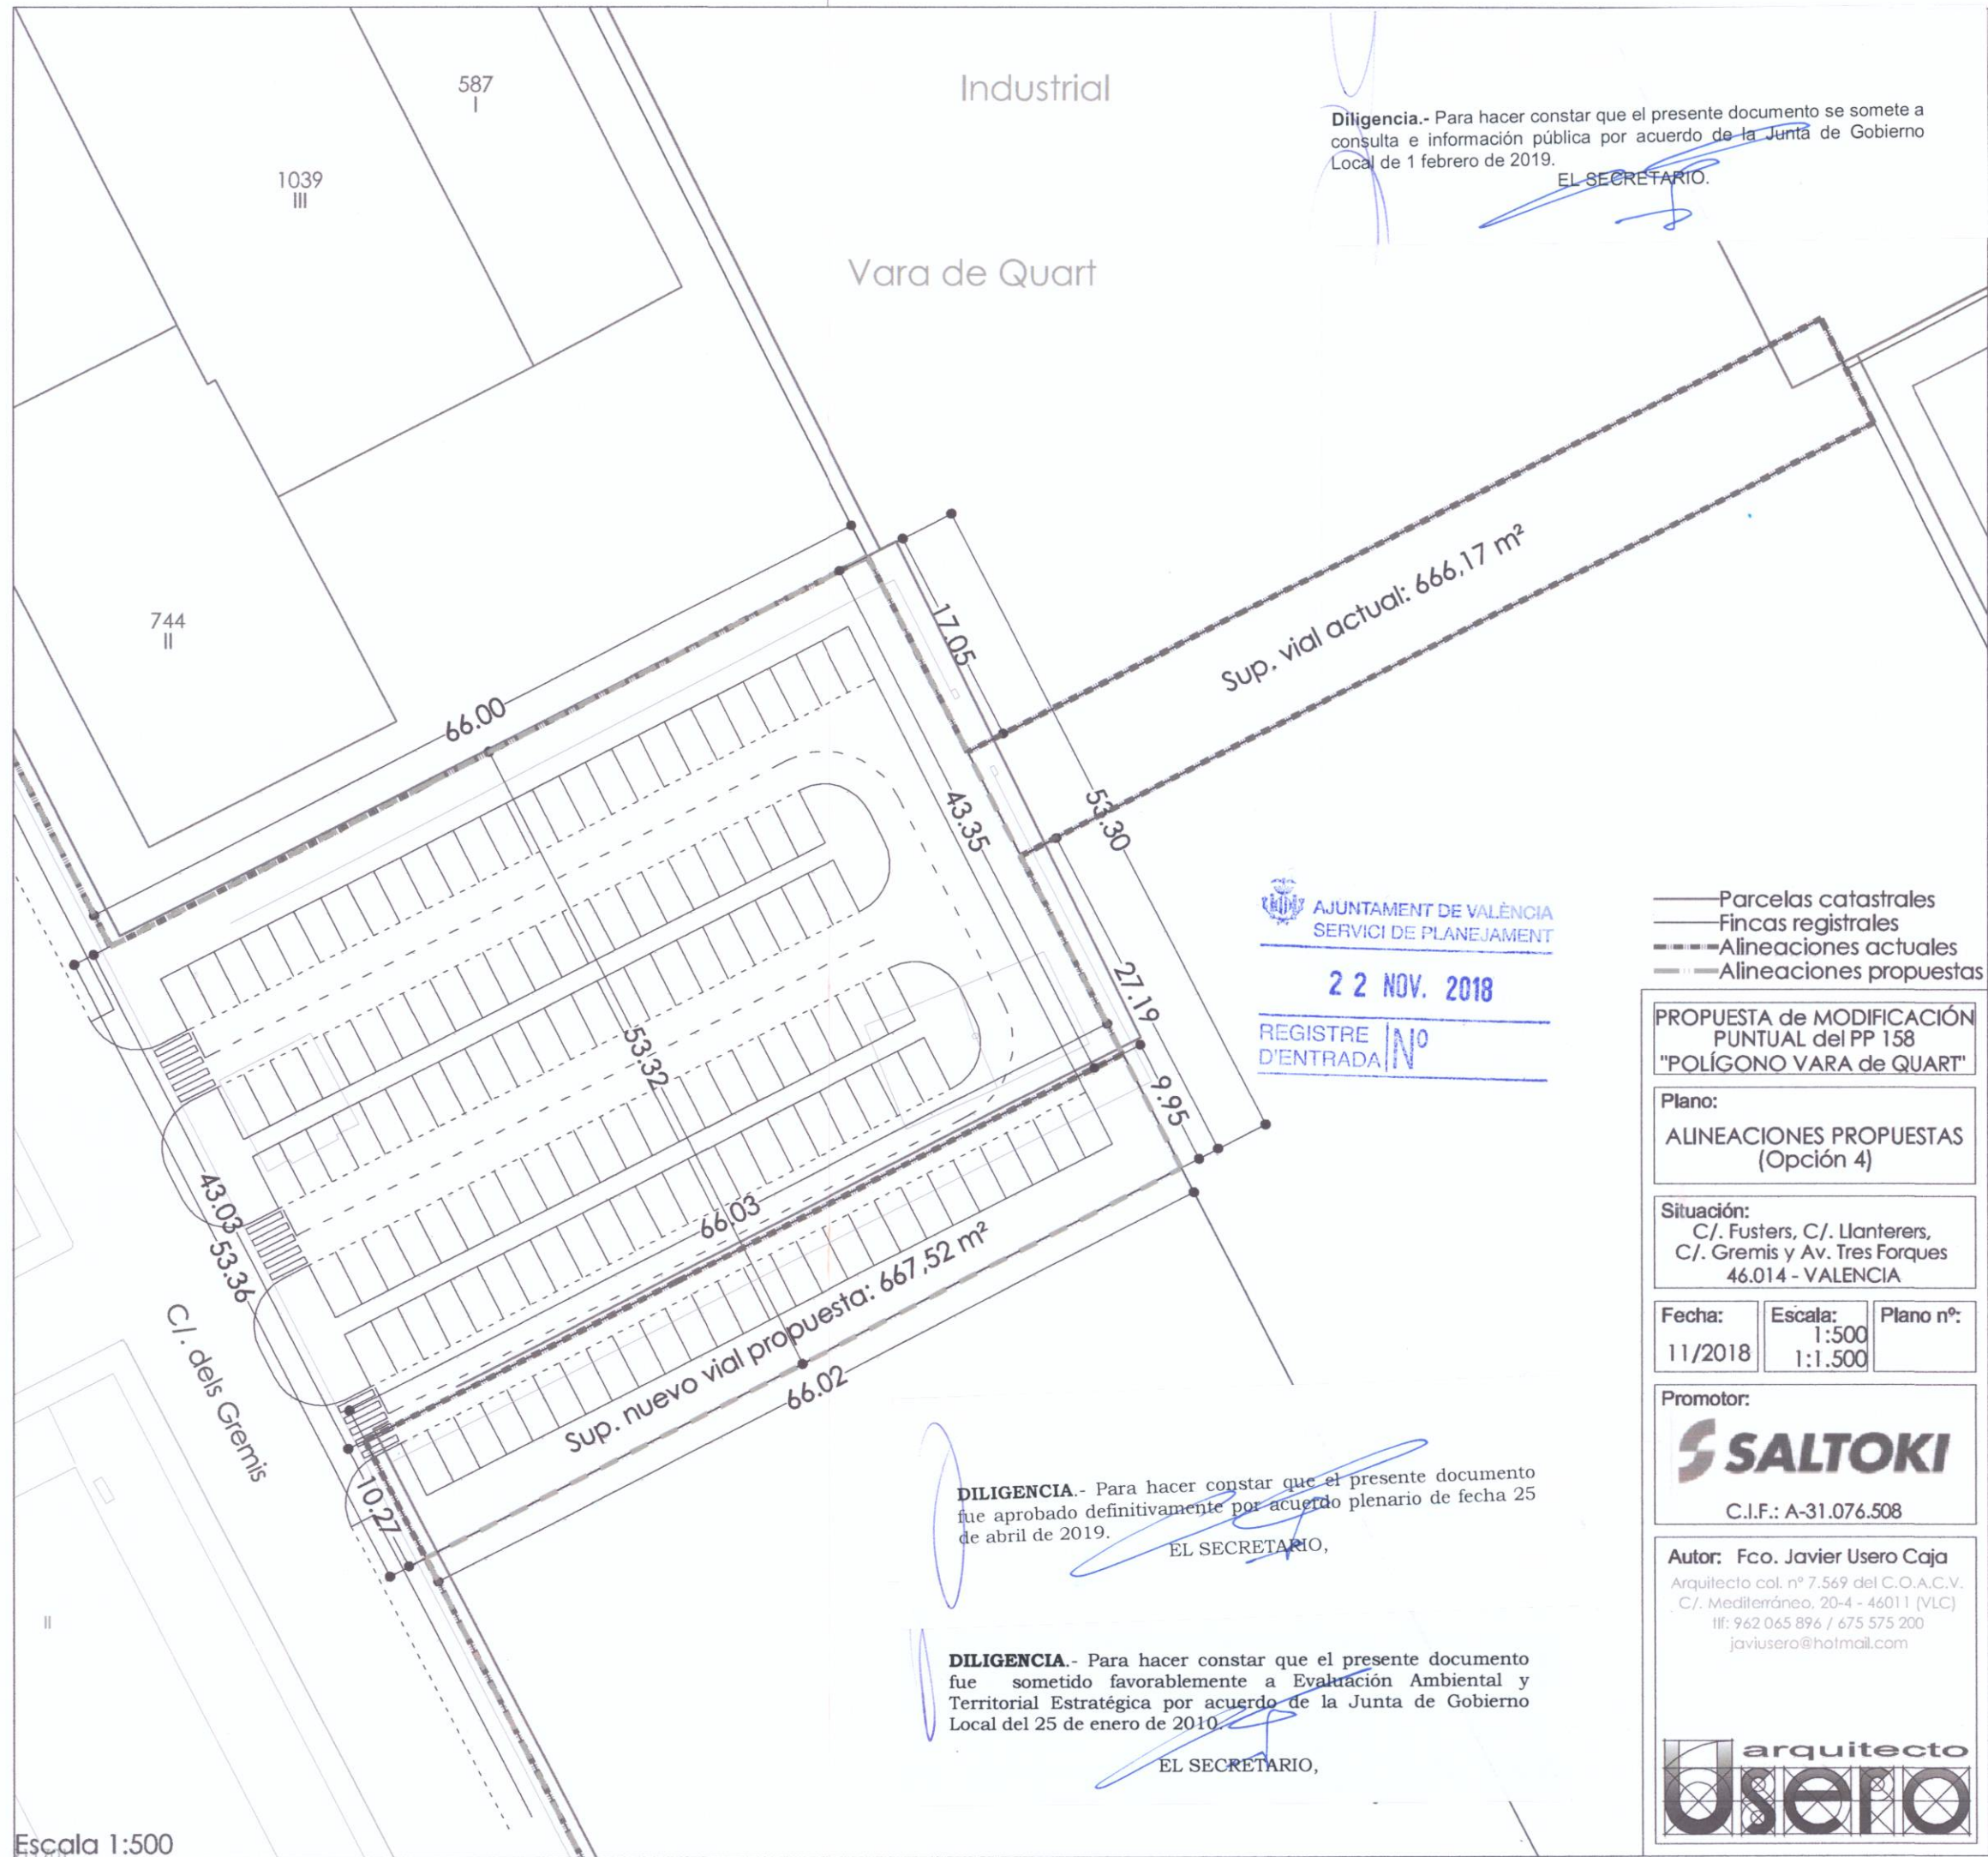 Industrial
Vara de Quart
587
I
1039
III
744
II
Diligencia.- Para hacer constar que el presente documento se somete a
consulta e información pública por acuerdo de la Junta de Gobierno
Local de 1 febrero de 2019.
EL SECRETARIO.
Sup. vial actual: 666,17 m²
66.00
17.05
43.35
53.30
27.19
9.95
53.32
66.03
43.03
53.36
10.27
Sup. nuevo vial propuesta: 667,52 m²
66.02
C/. dels Gremis
II
AJUNTAMENT DE VALÈNCIA
SERVICI DE PLANEJAMENT
22 NOV. 2018
REGISTRE
D'ENTRADA Nº
Parcelas catastrales
Fincas registrales
Alineaciones actuales
Alineaciones propuestas
PROPUESTA de MODIFICACIÓN
PUNTUAL del PP 158
"POLÍGONO VARA de QUART"
Plano:
ALINEACIONES PROPUESTAS
(Opción 4)
Situación:
C/. Fusters, C/. Llanterers,
C/. Gremis y Av. Tres Forques
46.014 - VALENCIA
Fecha:
11/2018
Escala:
1:500
1:1.500
Plano nº:
Promotor:
SALTOKI
C.I.F.: A-31.076.508
Autor: Fco. Javier Usero Caja
Arquitecto col. nº 7.569 del C.O.A.C.V.
C/. Mediterráneo, 20-4 - 46011 (VLC)
tlf: 962 065 896 / 675 575 200
javiusero@hotmail.com
arquitecto
Usero
DILIGENCIA.- Para hacer constar que el presente documento
fue aprobado definitivamente por acuerdo plenario de fecha 25
de abril de 2019.
EL SECRETARIO,
DILIGENCIA.- Para hacer constar que el presente documento
fue sometido favorablemente a Evaluación Ambiental y
Territorial Estratégica por acuerdo de la Junta de Gobierno
Local del 25 de enero de 2010.
EL SECRETARIO,
Escala 1:500